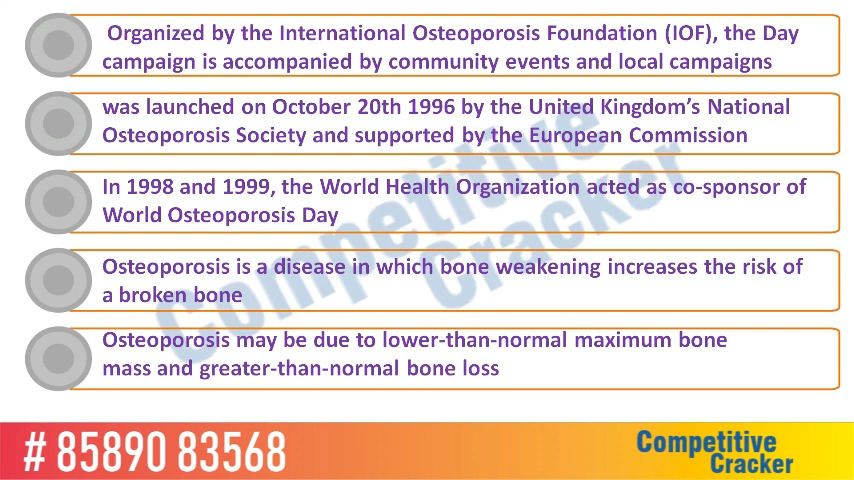 Organized by the International Osteoporosis Foundation (IOF), the Day
campaign is accompanied by community events and local campaigns
was launched on October 20th 1996 by the United Kingdom's National
Osteoporosis Society and supported by the European Commission
In 1998 and 1999, the World Health Organization acted as co-sponsor of
World Osteoporosis Day
Osteoporosis is a disease in which bone weakening increases the risk of
a broken bone
Osteoporosis may be due to lower-than-normal maximum bone
mass and greater-than-normal bone loss
Competitive
Cracker
# 85890 83568
Competitive
Cracker